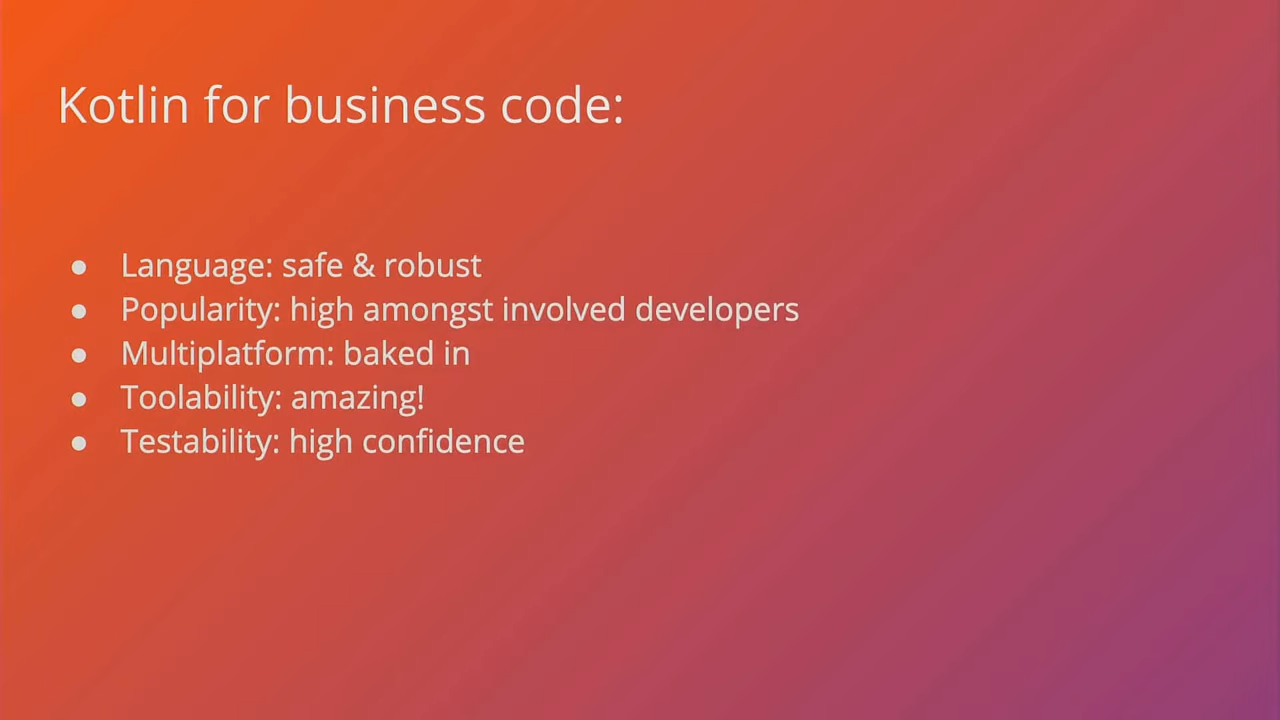 Kotlin for business code:
● Language: safe & robust
● Popularity: high amongst involved developers
● Multiplatform: baked in
● Toolability: amazing!
● Testability: high confidence